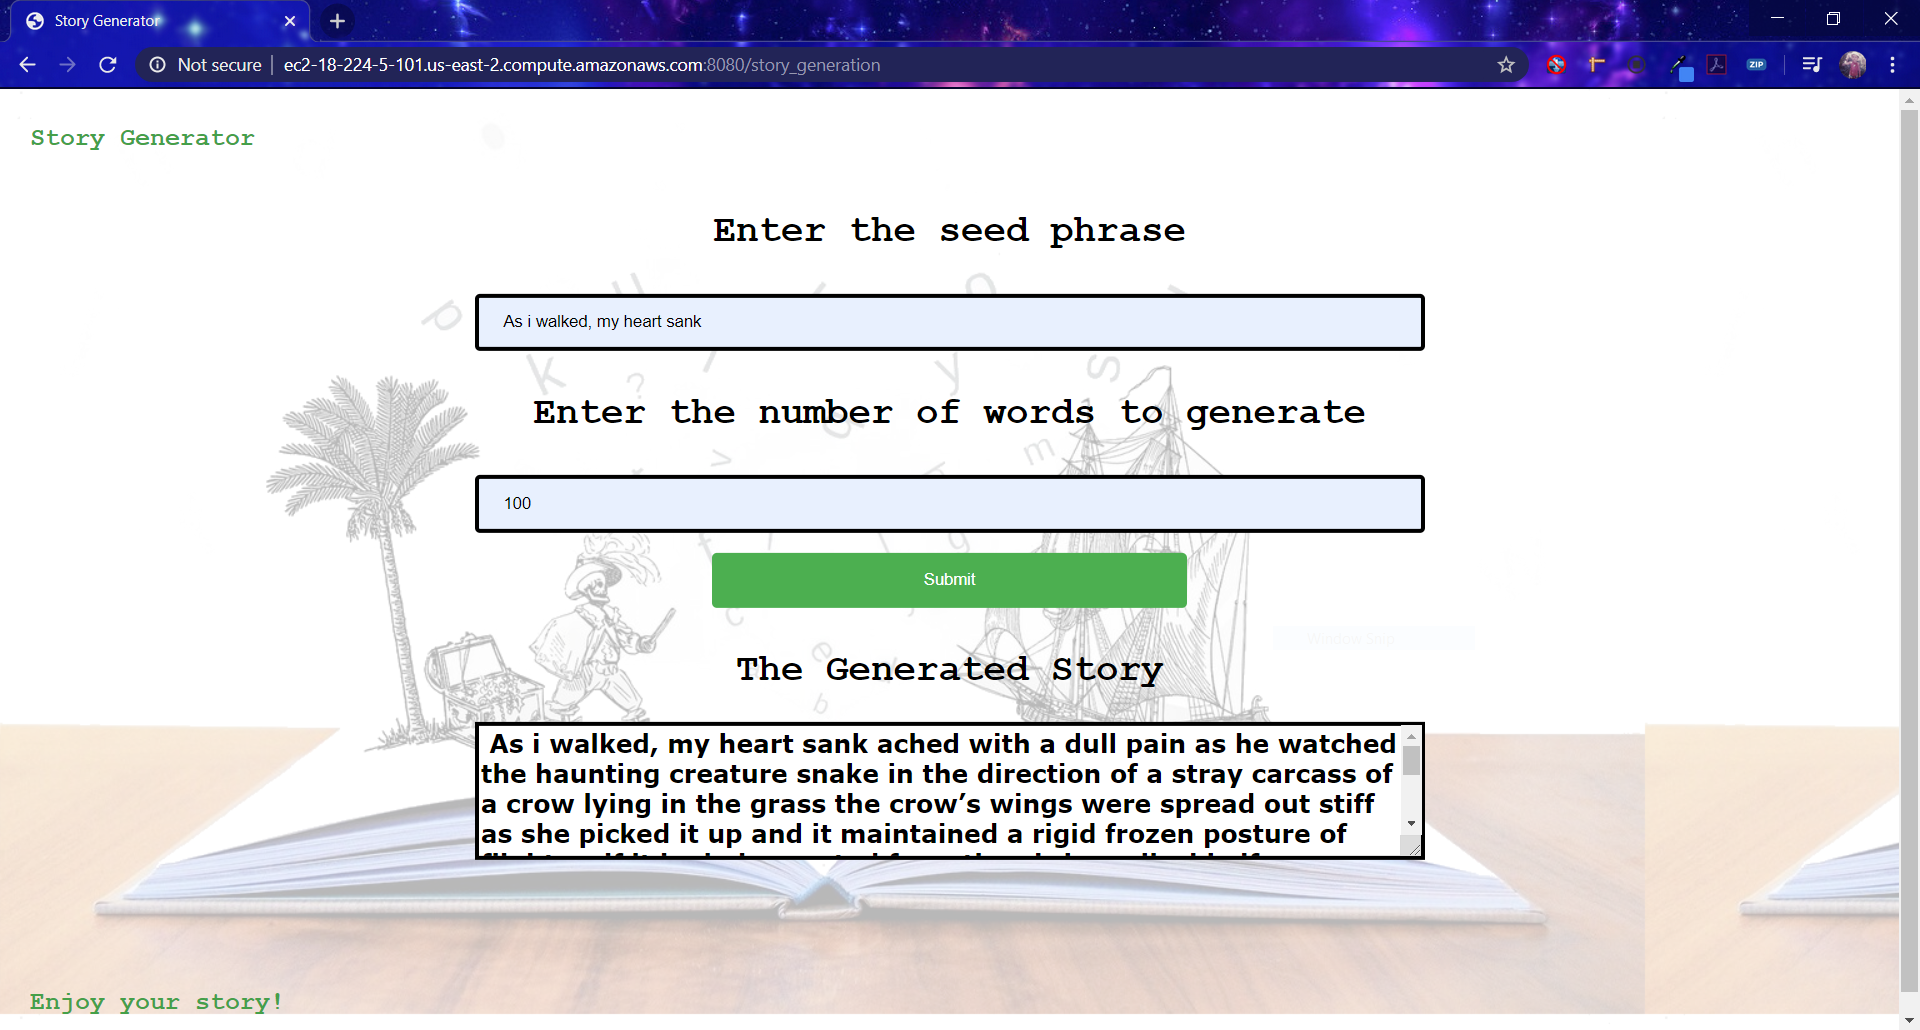 Story Generator
Not secure | ec2-18-224-5-101.us-east-2.compute.amazonaws.com:8080/story_generation
ZIP
Story Generator
Enter the seed phrase
As i walked, my heart sank
Enter the number of words to generate
100
Submit
Window Snip
The Generated Story
As i walked, my heart sank ached with a dull pain as he watched
the haunting creature snake in the direction of a stray carcass of
a crow lying in the grass the crow’s wings were spread out stiff
as she picked it up and it maintained a rigid frozen posture of
Enjoy your story!